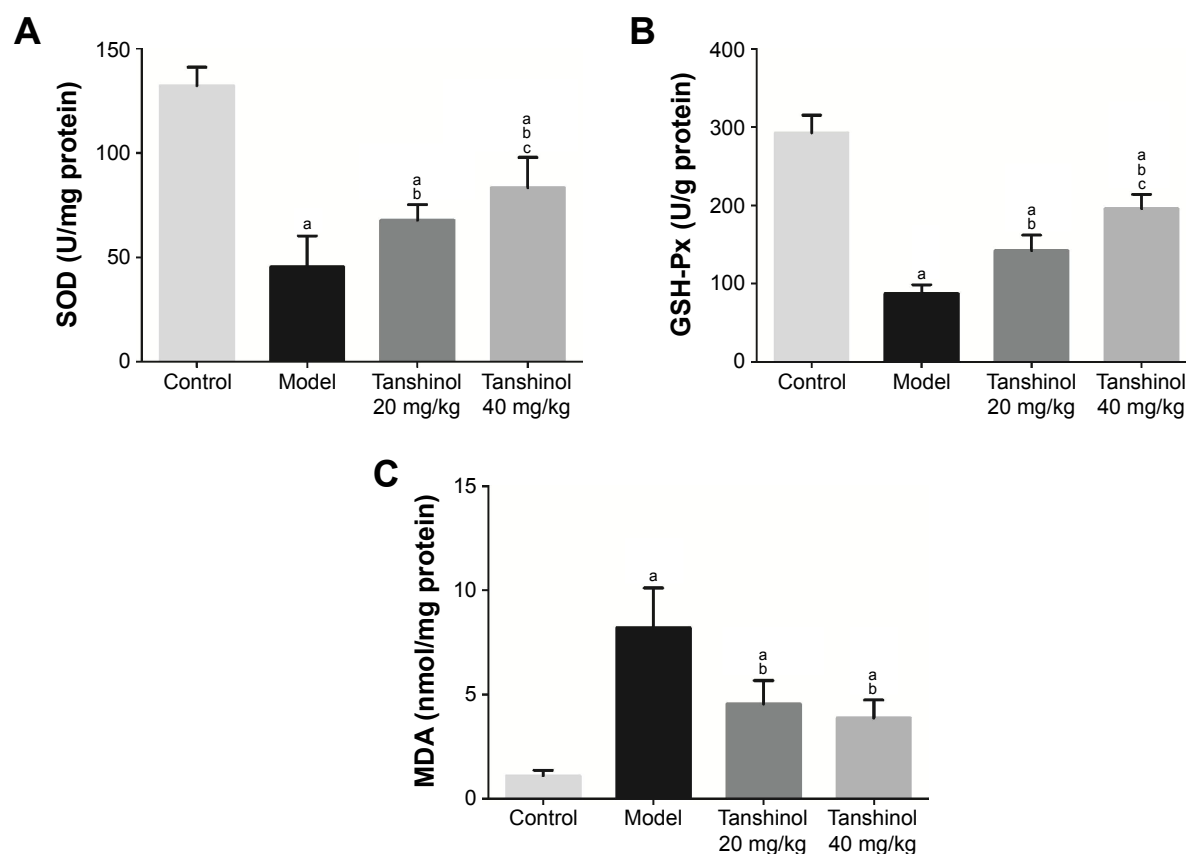 A
SOD (U/mg protein)
150
100
50
0
a
a
b
a
b
c
Control
Model
Tanshinol
20 mg/kg
Tanshinol
40 mg/kg
B
GSH-Px (U/g protein)
400
300
200
100
0
a
a
b
a
b
c
Control
Model
Tanshinol
20 mg/kg
Tanshinol
40 mg/kg
C
MDA (nmol/mg protein)
15
10
5
0
a
a
b
a
b
Control
Model
Tanshinol
20 mg/kg
Tanshinol
40 mg/kg